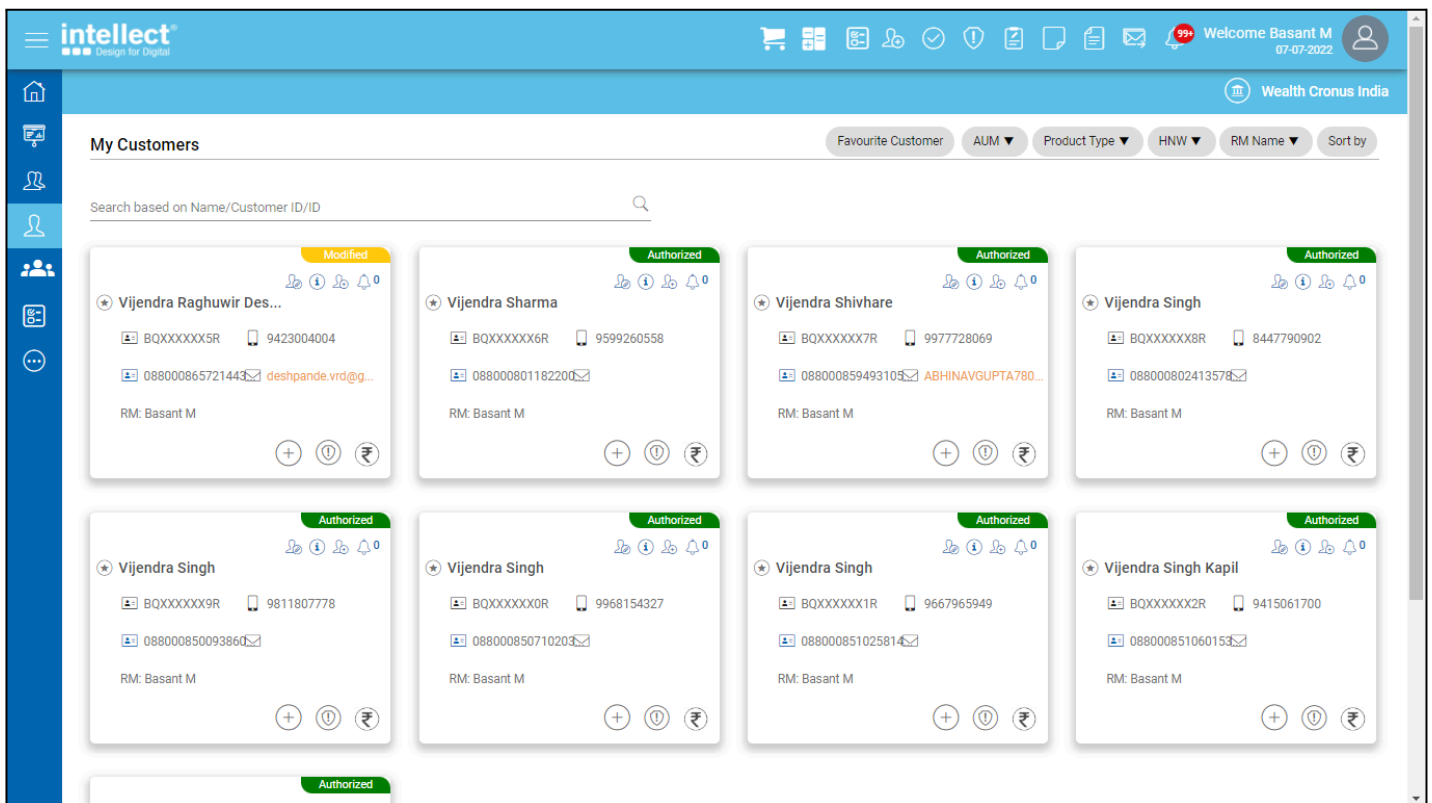 intellect
Design for Digital
99+
Welcome Basant M
07-07-2022
Wealth Cronus India
My Customers
Favourite Customer AUM ▼ Product Type ▼ HNW ▼ RM Name ▼ Sort by
Search based on Name/Customer ID/ID
Modified
0
Vijendra Raghuwir Des...
BQXXXXXX5R 9423004004
088000865721443 deshpande.vrd@g...
RM: Basant M
Authorized
0
Vijendra Sharma
BQXXXXXX6R 9599260558
088000801182200
RM: Basant M
Authorized
0
Vijendra Shivhare
BQXXXXXX7R 9977728069
088000859493105 ABHINAVGUPTA780...
RM: Basant M
Authorized
0
Vijendra Singh
BQXXXXXX8R 8447790902
088000802413578
RM: Basant M
Authorized
0
Vijendra Singh
BQXXXXXX9R 9811807778
088000850093860
RM: Basant M
Authorized
0
Vijendra Singh
BQXXXXXX0R 9968154327
088000850710203
RM: Basant M
Authorized
0
Vijendra Singh
BQXXXXXX1R 9667965949
088000851025814
RM: Basant M
Authorized
0
Vijendra Singh Kapil
BQXXXXXX2R 9415061700
088000851060153
RM: Basant M
Authorized